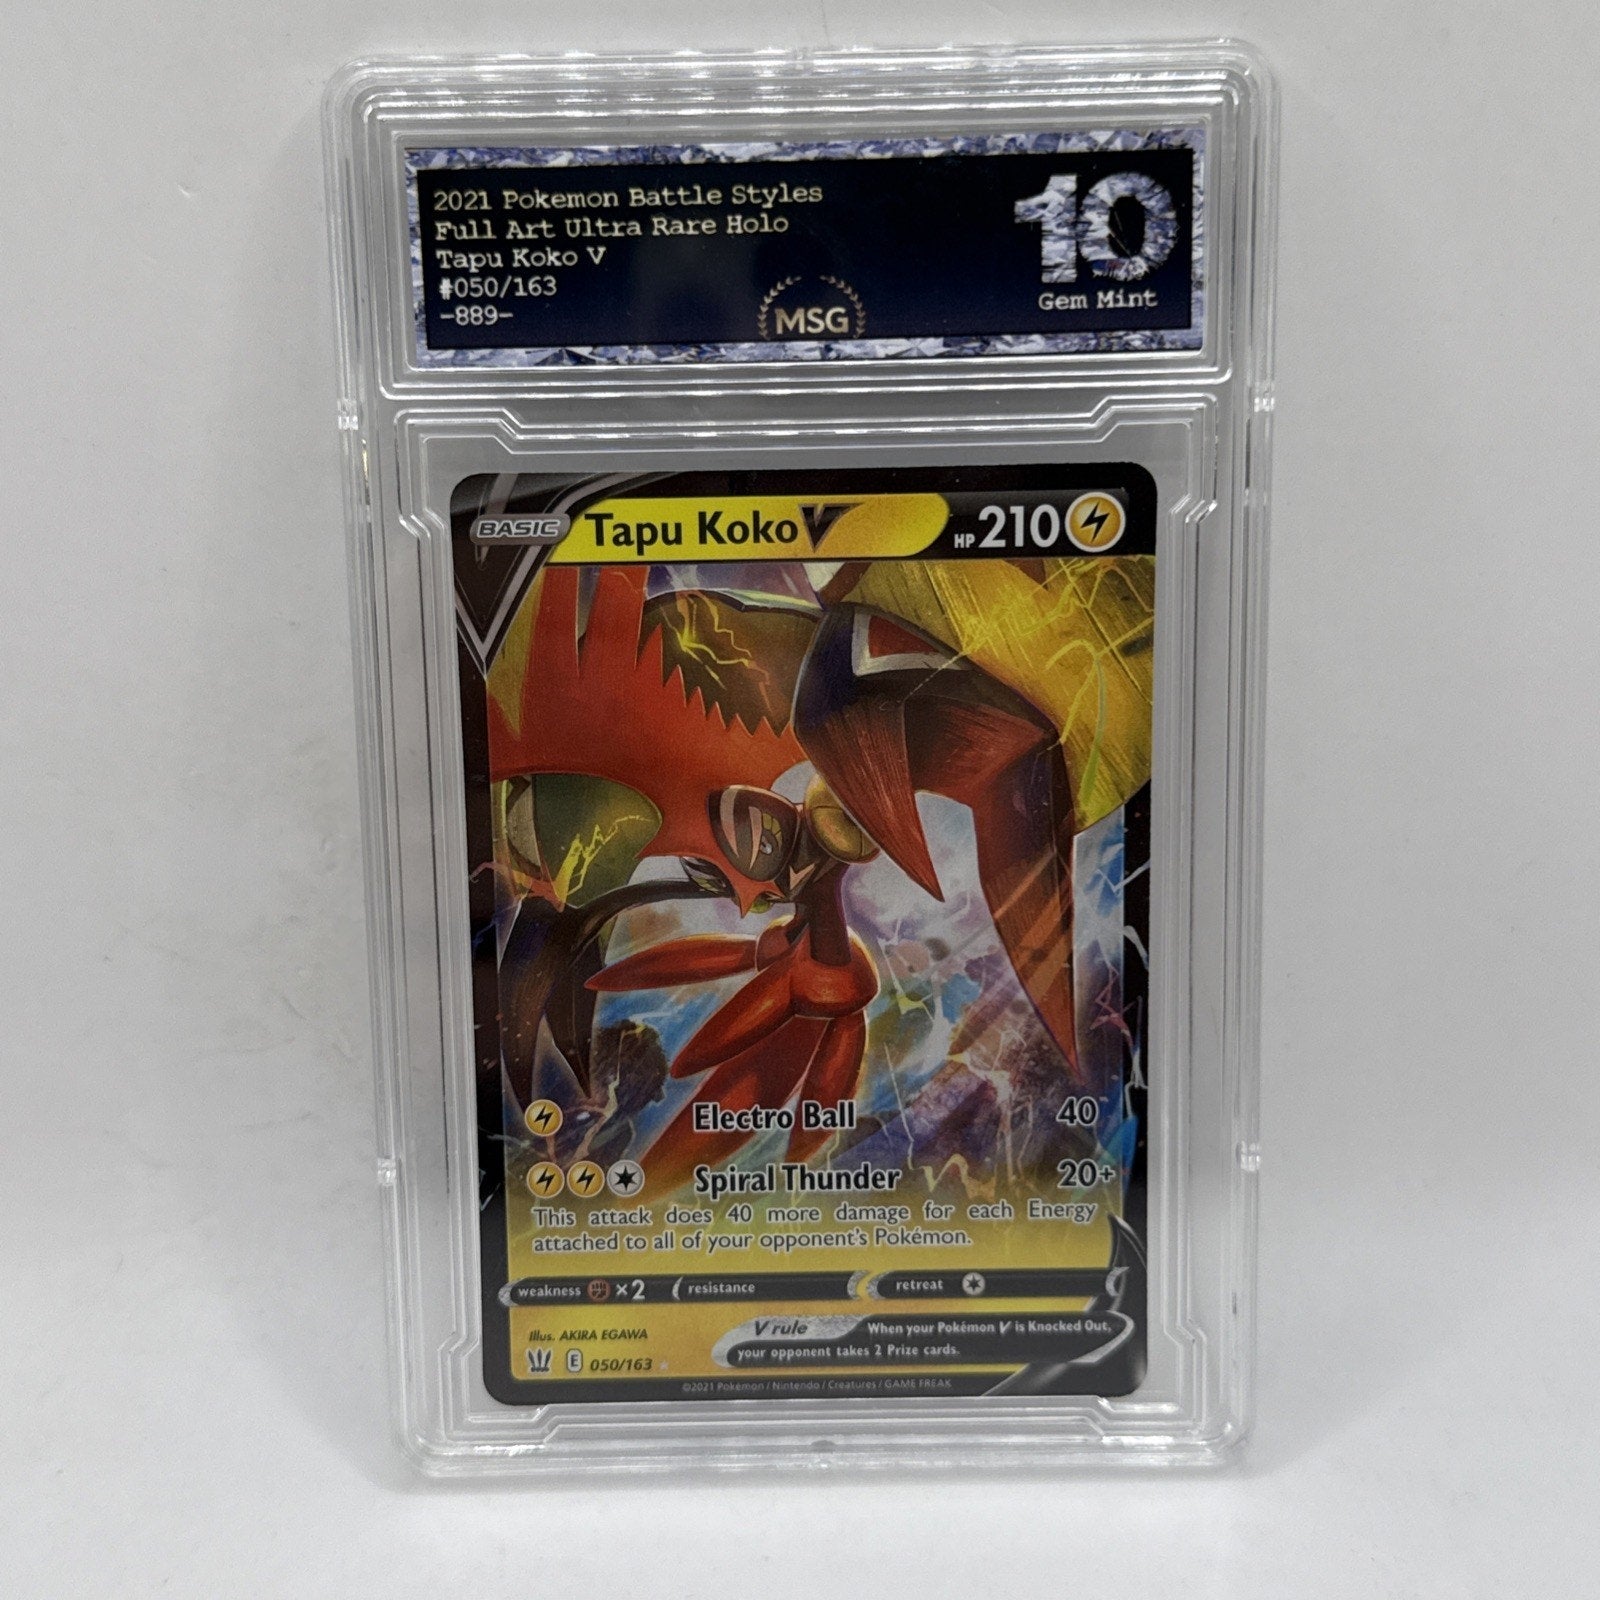 2021 Pokemon Battle Styles
Full Art Ultra Rare Holo
Tapu Koko V
#050/163
-889-
MSG
10
Gem Mint
BASIC
Tapu Koko V
HP 210
Electro Ball 40
Spiral Thunder 20+
This attack does 40 more damage for each Energy
attached to all of your opponent's Pokémon.
weakness ×2 resistance retreat
Illus. AKIRA EGAWA
V rule When your Pokémon V is Knocked Out,
your opponent takes 2 Prize cards.
E 050/163
©2021 Pokémon / Nintendo / Creatures / GAME FREAK